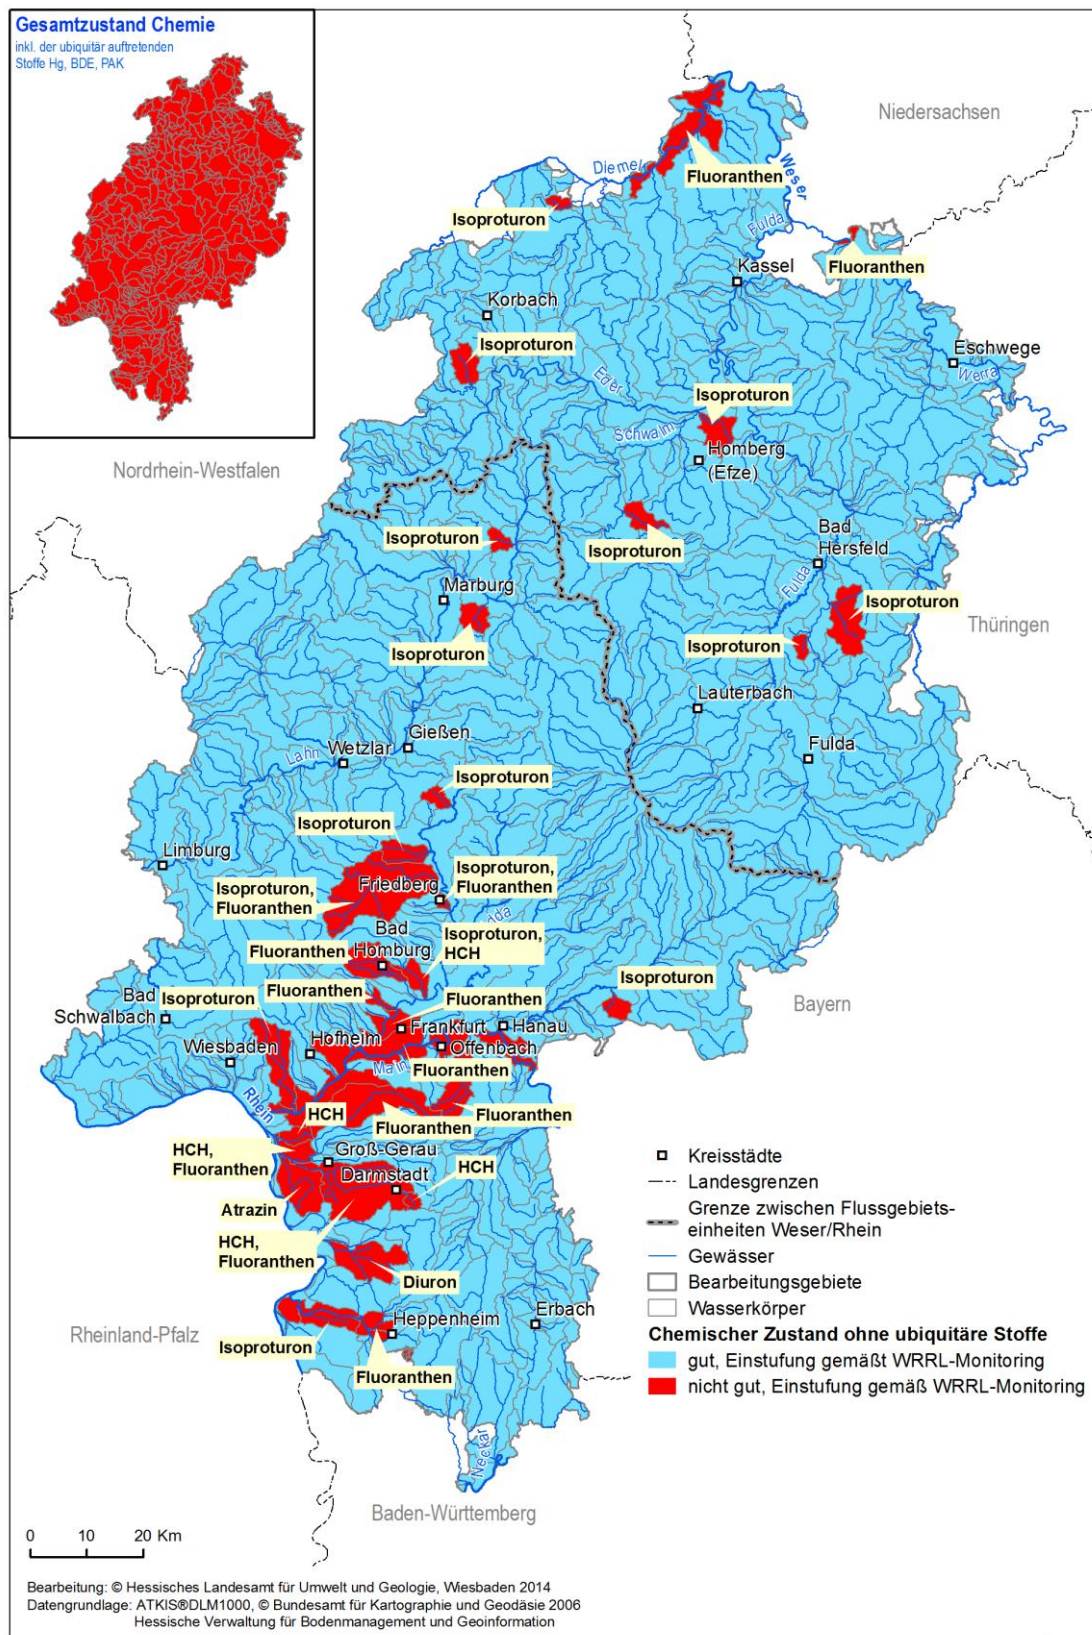 Gesamtzustand Chemie
inkl. der ubiquitär auftretenden
Stoffe Hg, BDE, PAK
Niedersachsen
Diemel
Weser
Fluoranthen
Isoproturon
Fulda
Fluoranthen
Kassel
Korbach
Isoproturon
Eschwege
Werra
Eder
Isoproturon
Schwalm
Homberg
(Efze)
Nordrhein-Westfalen
Isoproturon
Isoproturon
Bad
Hersfeld
Fulda
Marburg
Isoproturon
Thüringen
Isoproturon
Isoproturon
Lauterbach
Gießen
Lahn
Wetzlar
Fulda
Isoproturon
Isoproturon
Limburg
Isoproturon,
Fluoranthen
Friedberg
Isoproturon,
Fluoranthen
Bad
Homburg
Fluoranthen
Isoproturon,
HCH
Isoproturon
Bayern
Fluoranthen
Isoproturon
Fluoranthen
Bad
Schwalbach
Frankfurt
Hanau
Hofheim
Offenbach
Wiesbaden
Main
Fluoranthen
Rhein
HCH
Fluoranthen
Fluoranthen
HCH,
Fluoranthen
Groß-Gerau
Darmstadt
HCH
Atrazin
HCH,
Fluoranthen
Diuron
Rheinland-Pfalz
Isoproturon
Heppenheim
Erbach
Fluoranthen
Neckar
Baden-Württemberg
Kreisstädte
Landesgrenzen
Grenze zwischen Flussgebiets-
einheiten Weser/Rhein
Gewässer
Bearbeitungsgebiete
Wasserkörper
Chemischer Zustand ohne ubiquitäre Stoffe
gut, Einstufung gemäßt WRRL-Monitoring
nicht gut, Einstufung gemäß WRRL-Monitoring
0 10 20 Km
Bearbeitung: © Hessisches Landesamt für Umwelt und Geologie, Wiesbaden 2014
Datengrundlage: ATKIS®DLM1000, © Bundesamt für Kartographie und Geodäsie 2006
Hessische Verwaltung für Bodenmanagement und Geoinformation